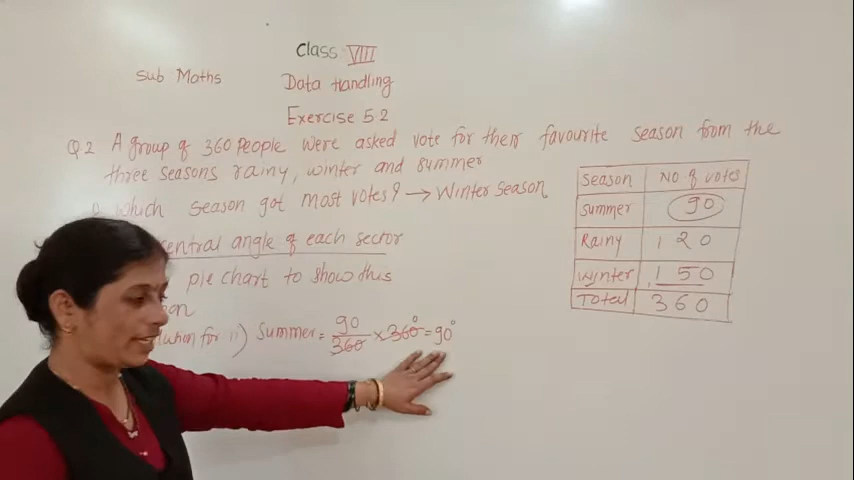 Class VIII
Sub Maths
Data Handling
Exercise 5 2
Q2 A group of 360 People were asked vote for their favourite season from the
three seasons rainy, winter and summer
which season got most votes? → Winter Season
central angle of each sector
pie chart to show this
for ii) Summer = 90/360 × 360° = 90°
Season No of votes
Summer 90
Rainy 120
Winter 150
Total 360